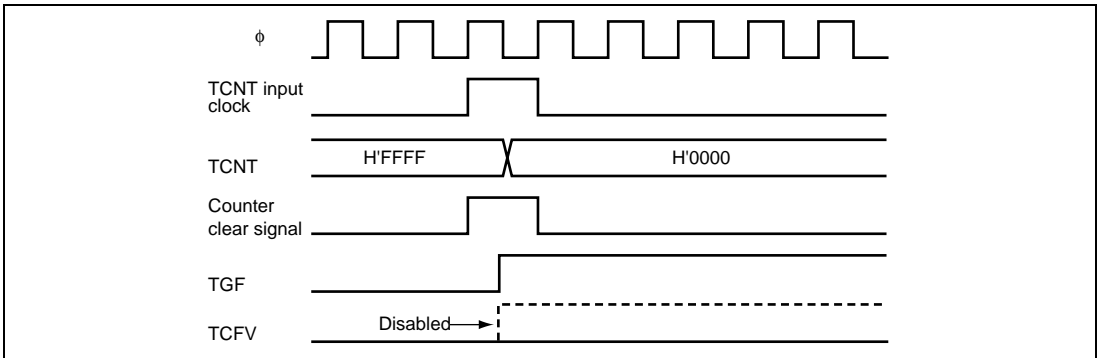 ϕ
TCNT input
clock
TCNT
H'FFFF
H'0000
Counter
clear signal
TGF
Disabled
TCFV